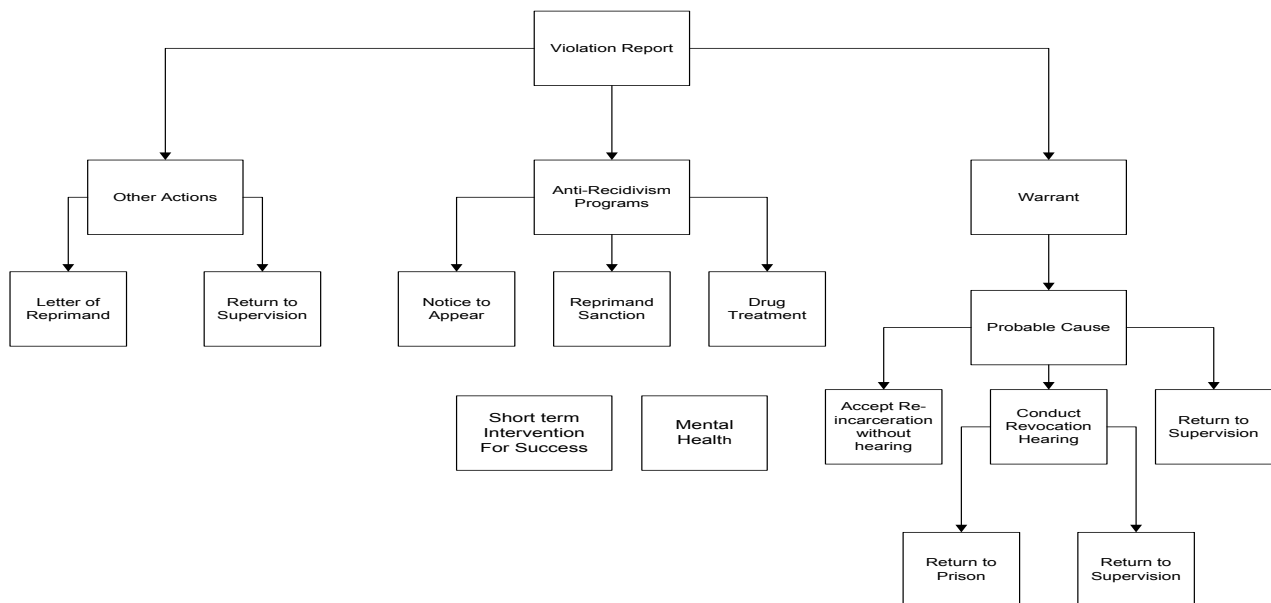 Violation Report
Other Actions
Anti-Recidivism
Programs
Warrant
Letter of
Reprimand
Return to
Supervision
Notice to
Appear
Reprimand
Sanction
Drug
Treatment
Probable Cause
Short term
Intervention
For Success
Mental
Health
Accept Re-
incarceration
without
hearing
Conduct
Revocation
Hearing
Return to
Supervision
Return to
Prison
Return to
Supervision